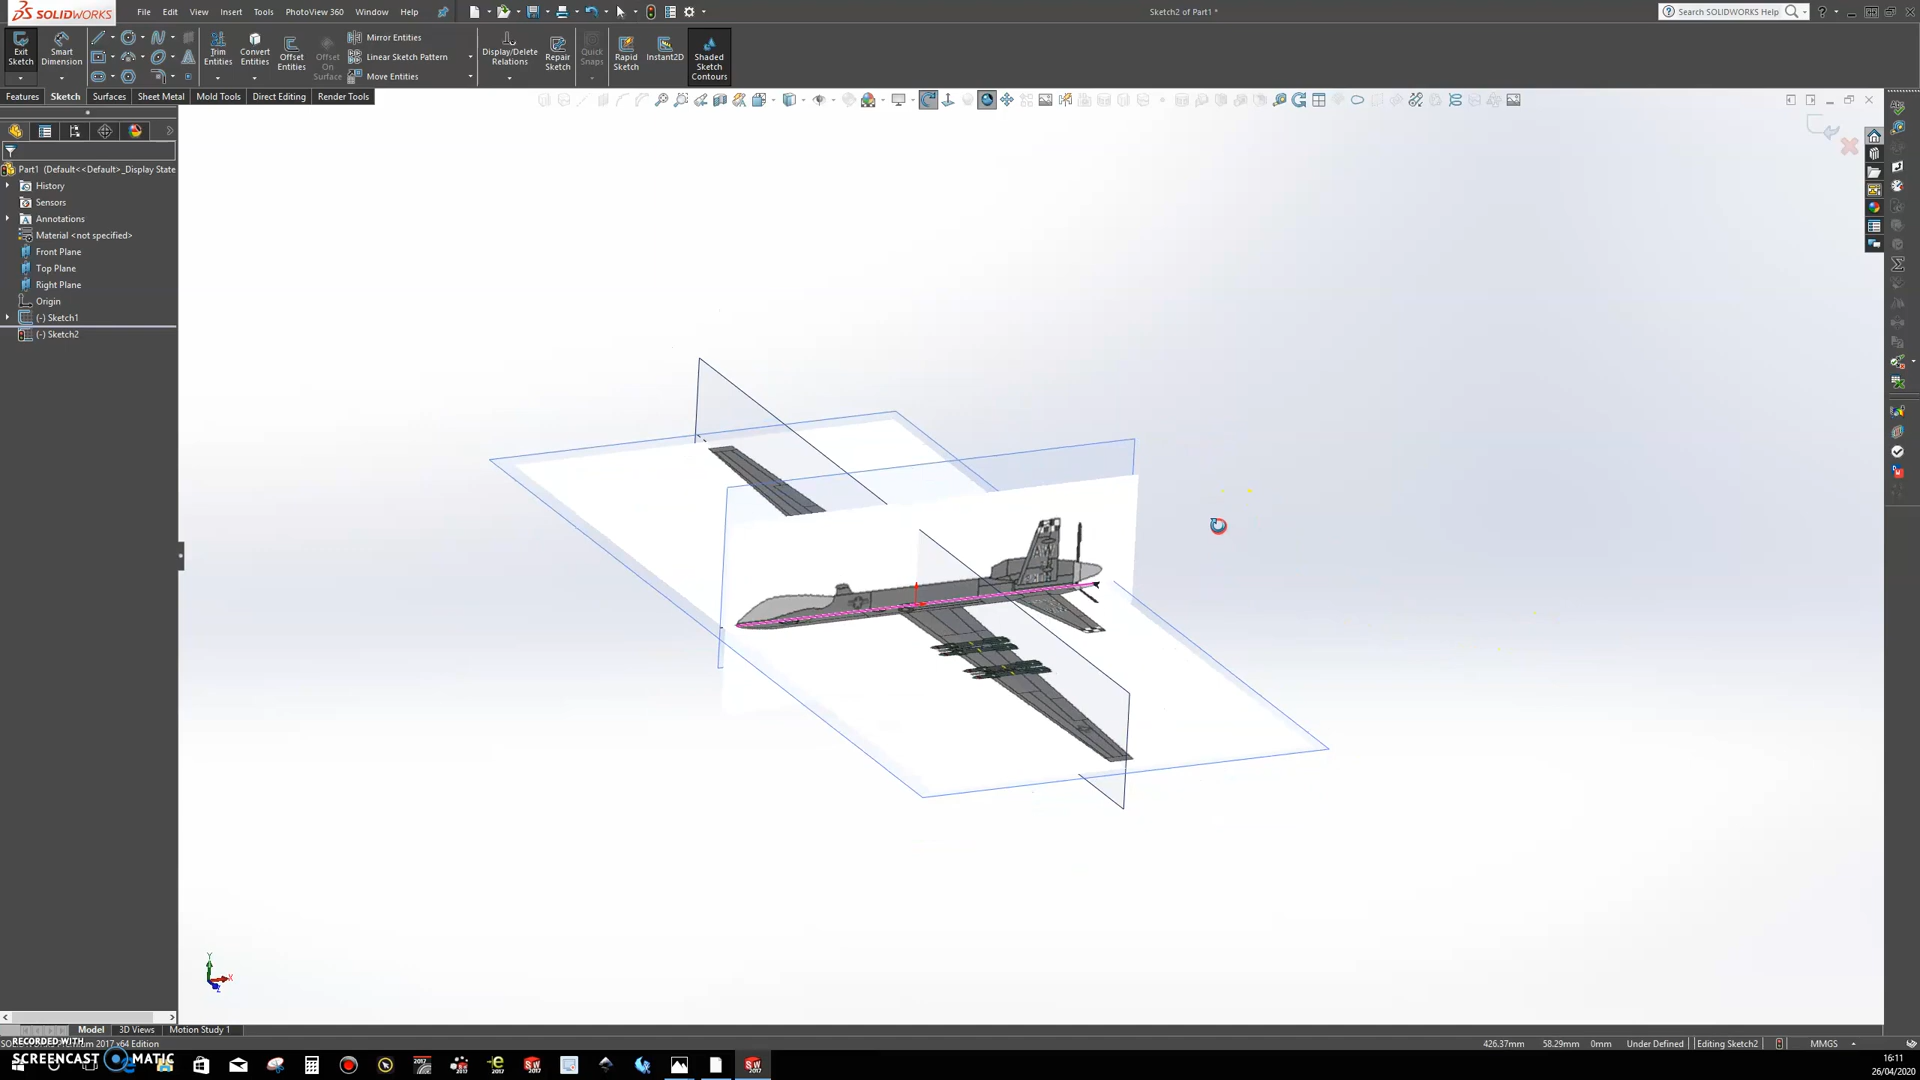 SOLIDWORKS File Edit View Insert Tools PhotoView 360 Window Help Sketch2 of Part1 * Search SOLIDWORKS Help
Exit Sketch
Smart Dimension
Trim Entities
Convert Entities
Offset Entities
Offset On Surface
Mirror Entities
Linear Sketch Pattern
Move Entities
Display/Delete Relations
Repair Sketch
Quick Snaps
Rapid Sketch
Instant2D
Shaded Sketch Contours
Features Sketch Surfaces Sheet Metal Mold Tools Direct Editing Render Tools
Part1 (Default<<Default>_Display State
History
Sensors
Annotations
Material <not specified>
Front Plane
Top Plane
Right Plane
Origin
(-) Sketch1
(-) Sketch2
Y
X
Z
Model 3D Views Motion Study 1
RECORDED WITH
SCREENCAST MATIC
SOLIDWORKS Premium 2017 x64 Edition
426.37mm 58.29mm 0mm Under Defined Editing Sketch2 MMGS
16:11
26/04/2020